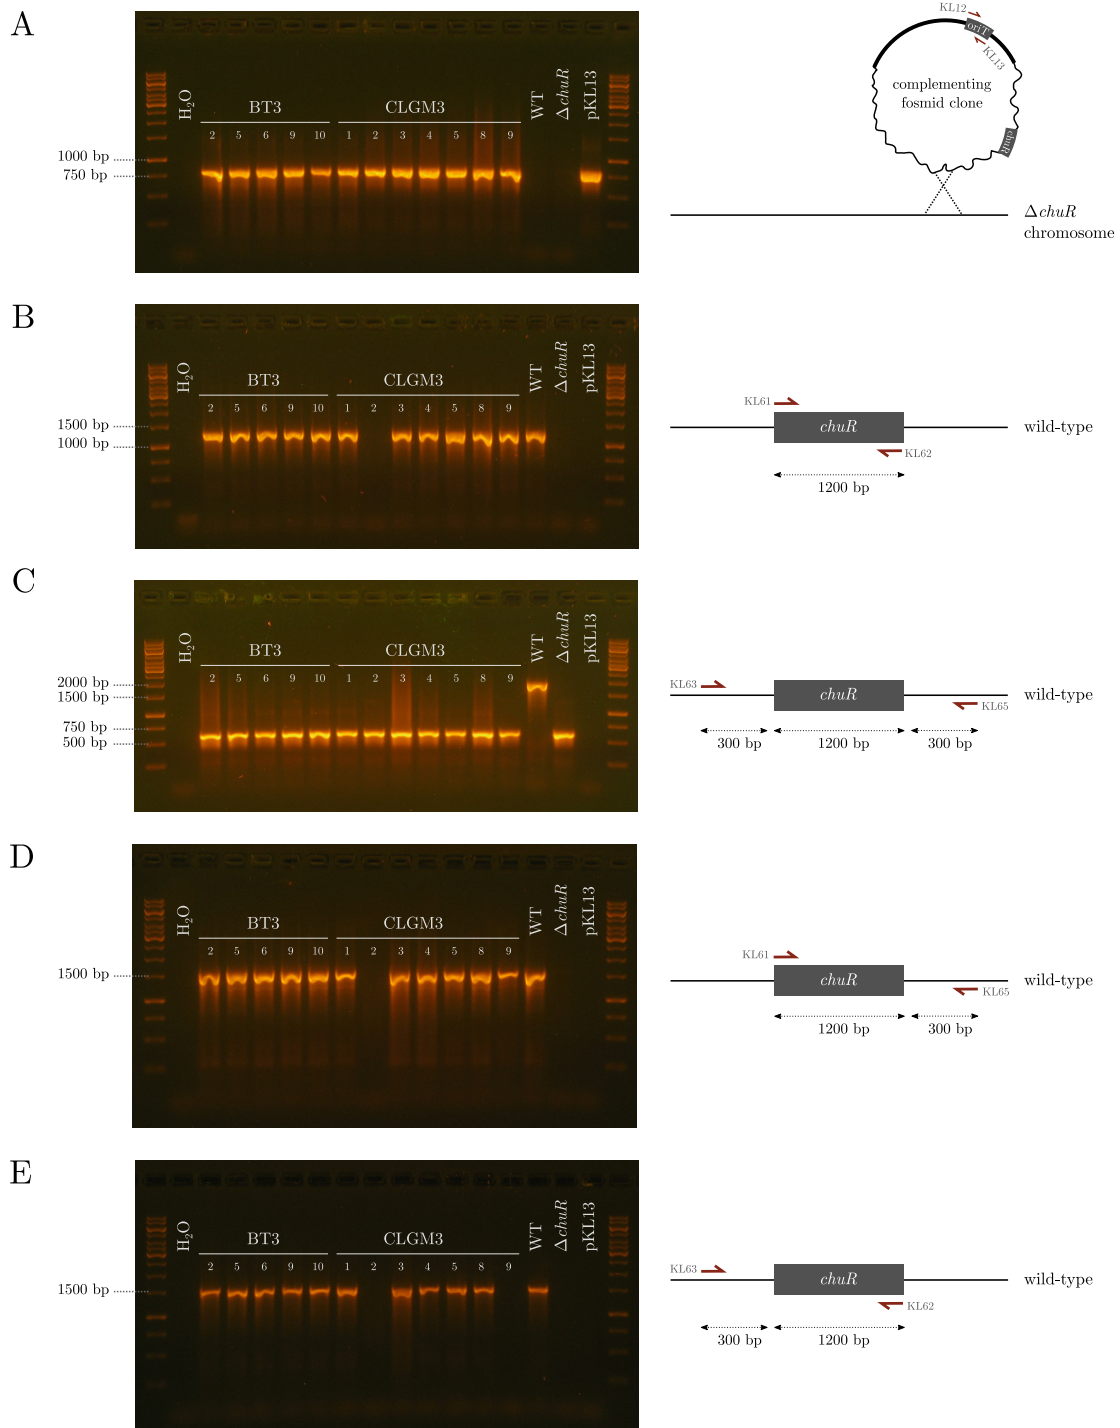 A
H₂O
BT3
CLGM3
WT
ΔchuR
pKL13
2 5 6 9 10 1 2 3 4 5 8 9
1000 bp
750 bp
KL12
oriT
KL13
complementing
fosmid clone
chuR
ΔchuR
chromosome
B
H₂O
BT3
CLGM3
WT
ΔchuR
pKL13
2 5 6 9 10 1 2 3 4 5 8 9
1500 bp
1000 bp
KL61
chuR
wild-type
KL62
1200 bp
C
H₂O
BT3
CLGM3
WT
ΔchuR
pKL13
2 5 6 9 10 1 2 3 4 5 8 9
2000 bp
1500 bp
750 bp
500 bp
KL63
chuR
wild-type
KL65
300 bp 1200 bp 300 bp
D
H₂O
BT3
CLGM3
WT
ΔchuR
pKL13
2 5 6 9 10 1 2 3 4 5 8 9
1500 bp
KL61
chuR
wild-type
KL65
1200 bp 300 bp
E
H₂O
BT3
CLGM3
WT
ΔchuR
pKL13
2 5 6 9 10 1 2 3 4 5 8 9
1500 bp
KL63
chuR
wild-type
KL62
300 bp 1200 bp